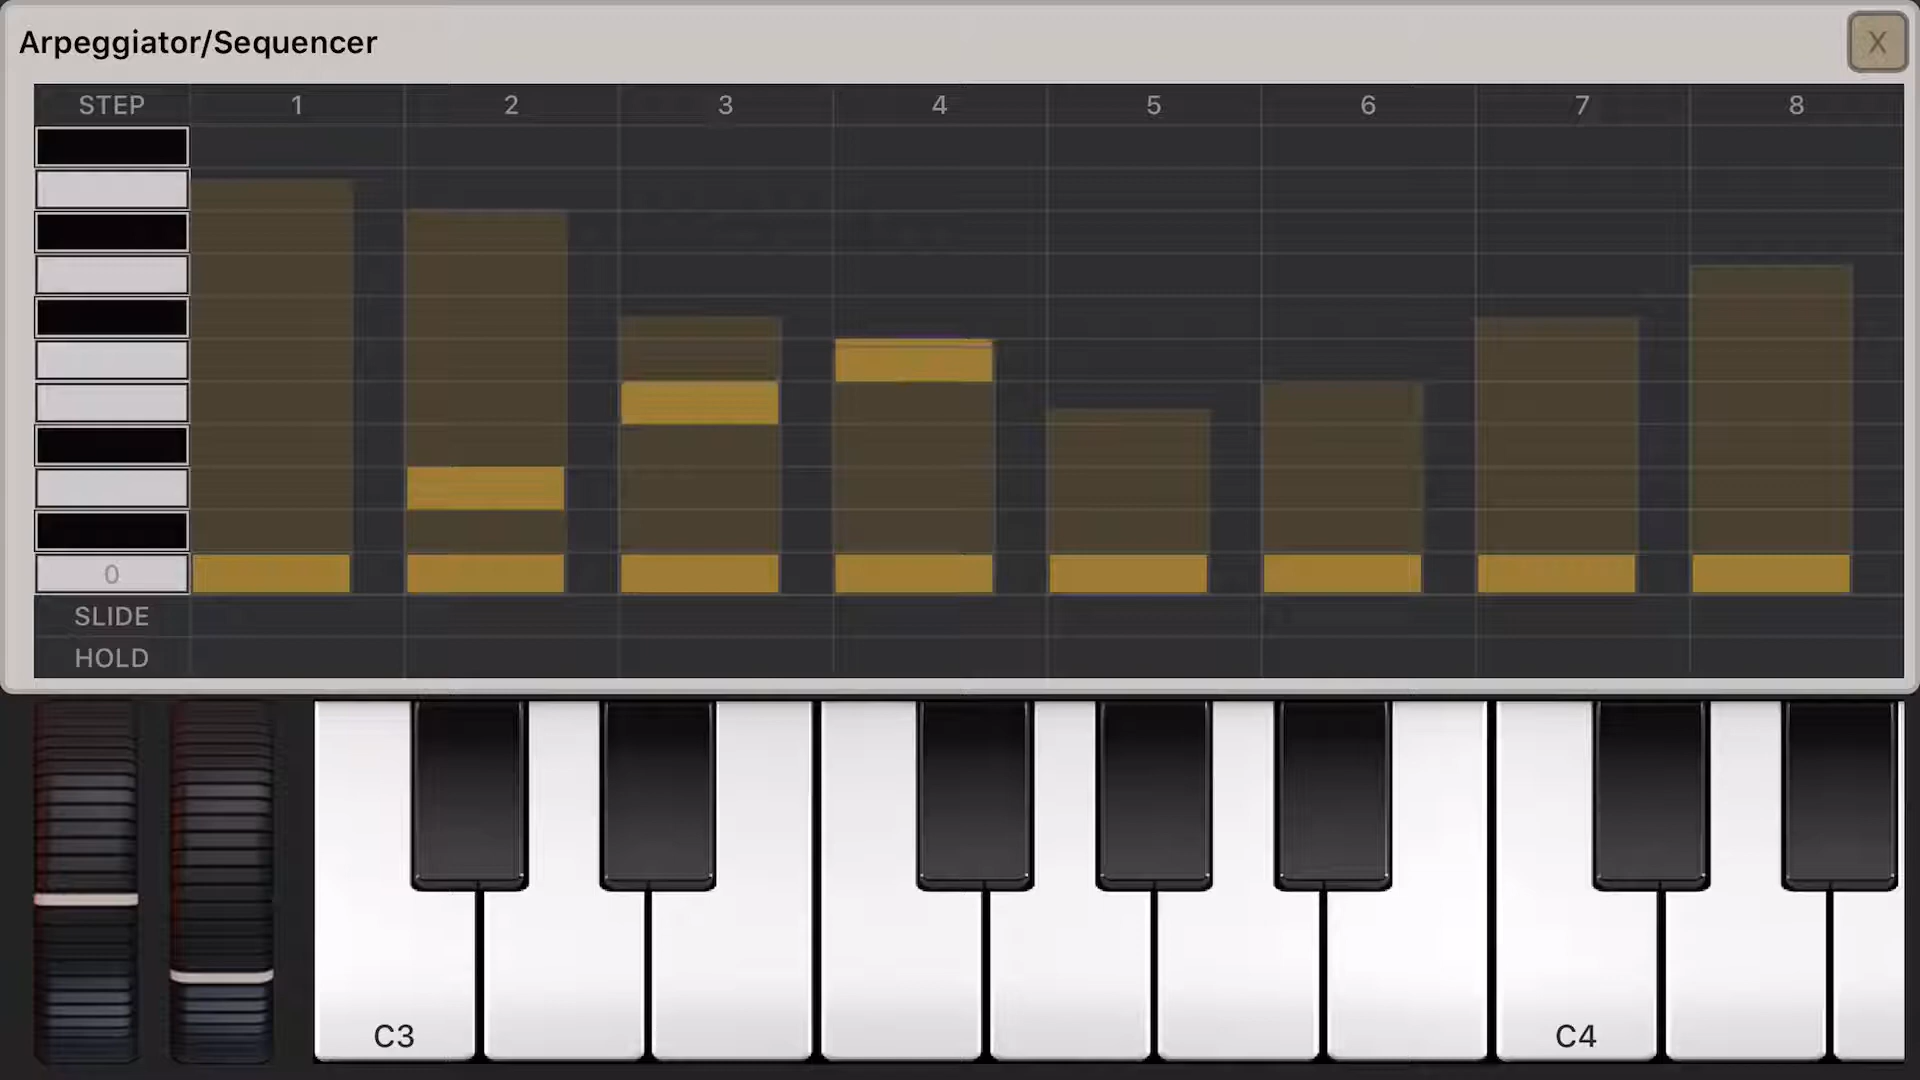 Arpeggiator/Sequencer X
STEP 1 2 3 4 5 6 7 8
0
SLIDE
HOLD
C3 C4